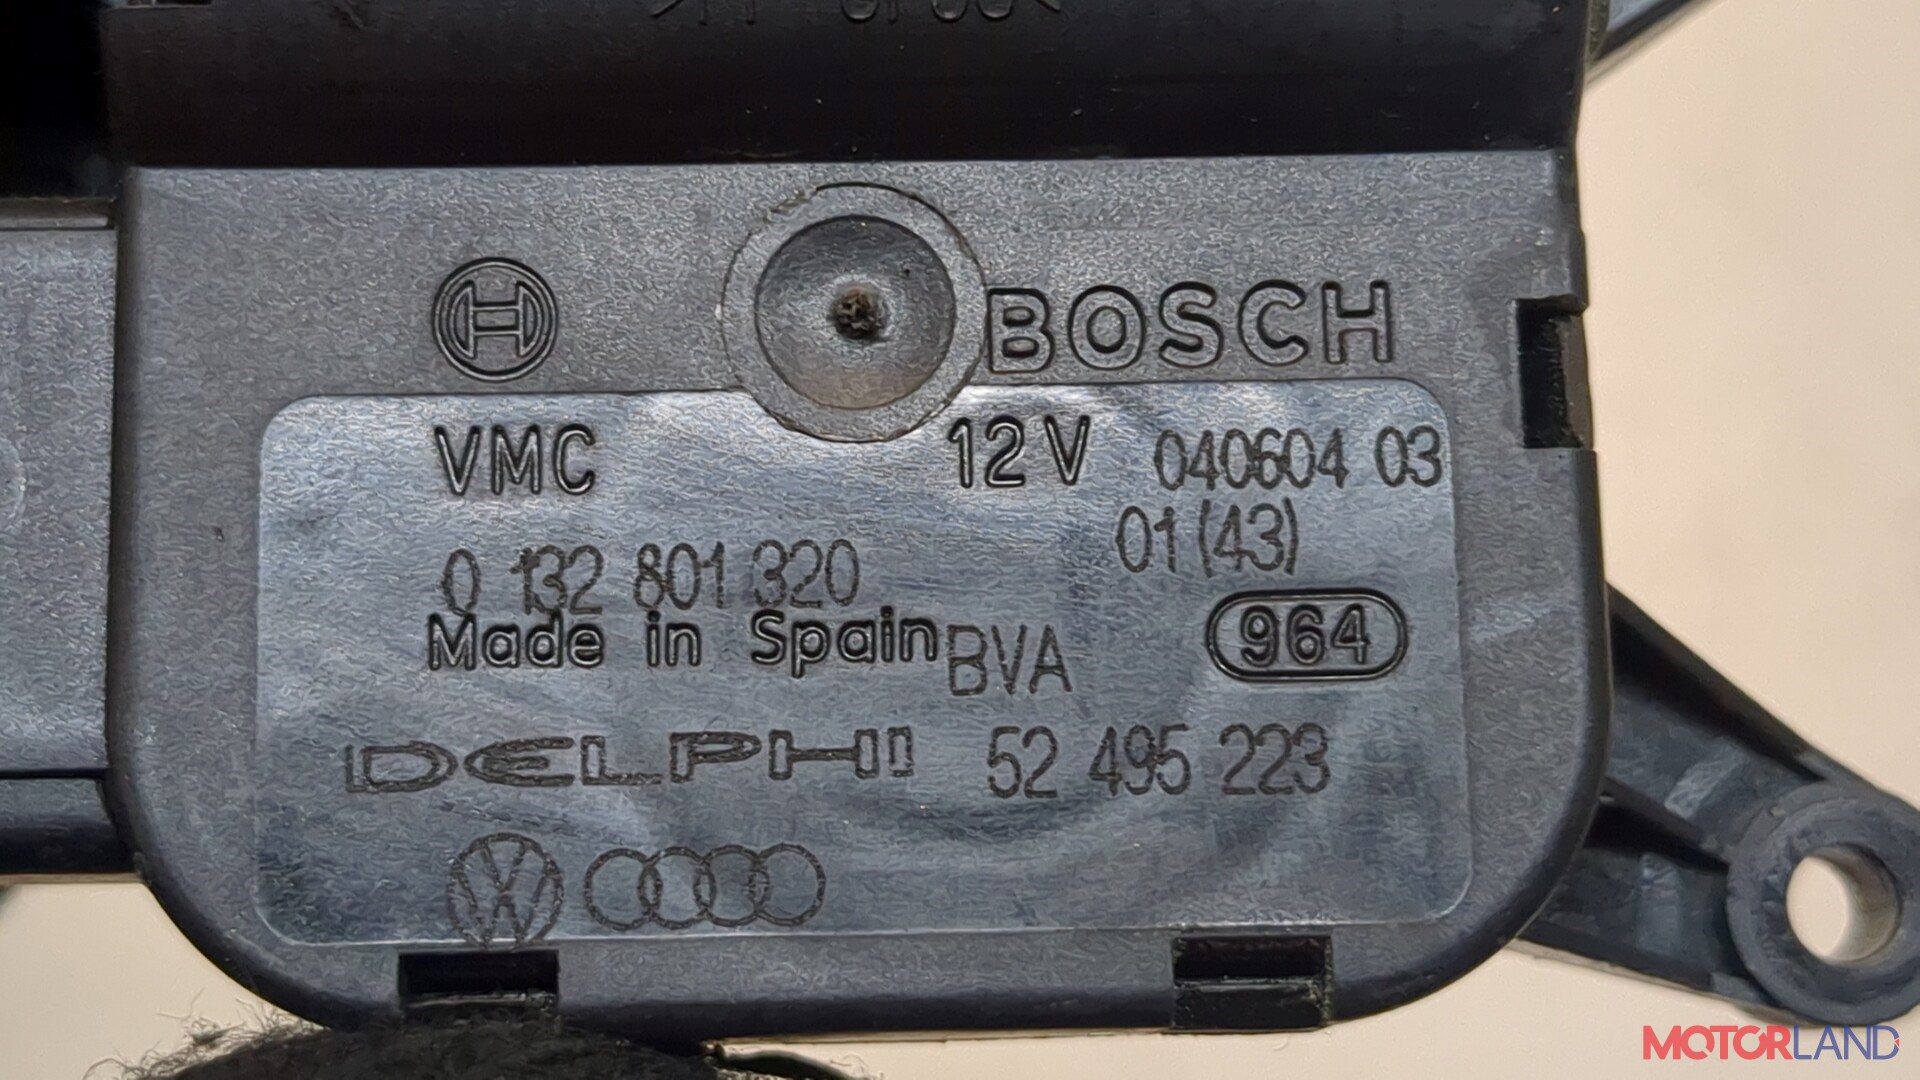 BOSCH
VMC 12V 040604 03
01 (43)
0 132 801 320
Made in Spain BVA 964
DELPHI 52 495 223
MOTORLAND